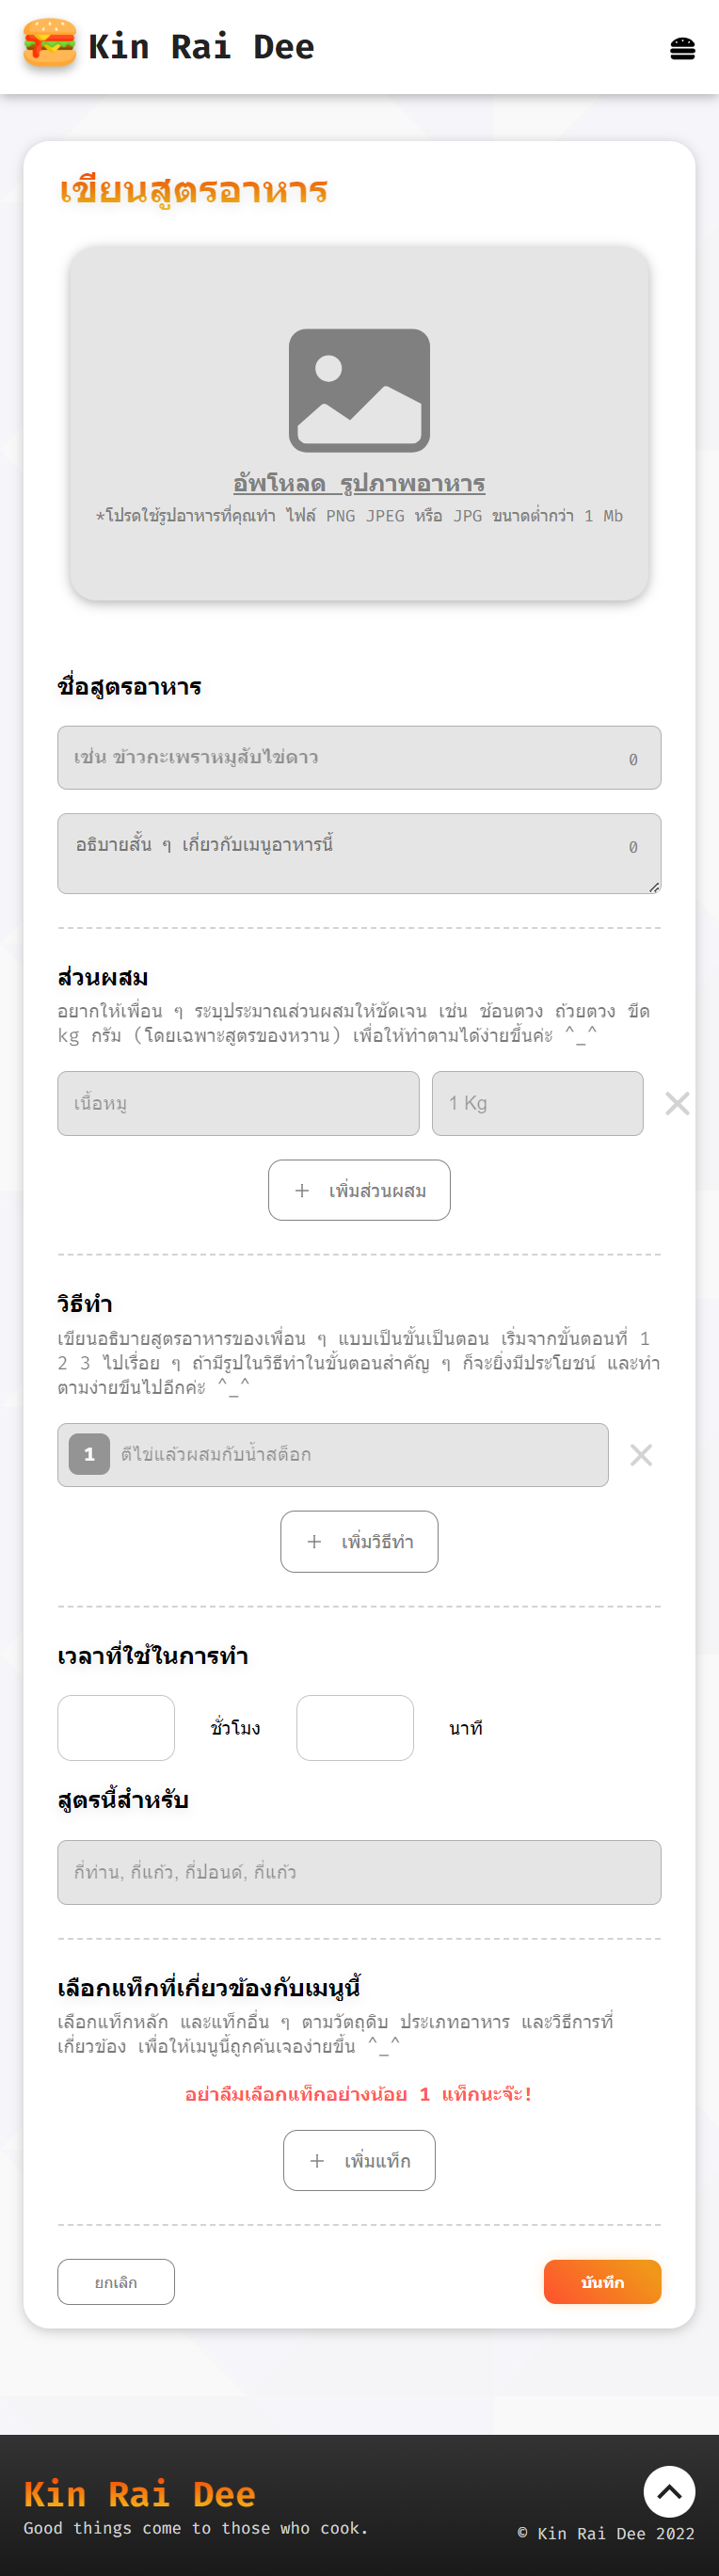 Kin Rai Dee
เขียนสูตรอาหาร
อัพโหลด รูปภาพอาหาร
*โปรดใช้รูปอาหารที่คุณทำ ไฟล์ PNG JPEG หรือ JPG ขนาดต่ำกว่า 1 Mb
ชื่อสูตรอาหาร
เช่น ข้าวกะเพราหมูสับไข่ดาว 0
อธิบายสั้น ๆ เกี่ยวกับเมนูอาหารนี้ 0
ส่วนผสม
อยากให้เพื่อน ๆ ระบุประมาณส่วนผสมให้ชัดเจน เช่น ช้อนตวง ถ้วยตวง ขีด
kg กรัม (โดยเฉพาะสูตรของหวาน) เพื่อให้ทำตามได้ง่ายขึ้นค่ะ ^_^
เนื้อหมู 1 Kg
+ เพิ่มส่วนผสม
วิธีทำ
เขียนอธิบายสูตรอาหารของเพื่อน ๆ แบบเป็นขั้นเป็นตอน เริ่มจากขั้นตอนที่ 1
2 3 ไปเรื่อย ๆ ถ้ามีรูปในวิธีทำในขั้นตอนสำคัญ ๆ ก็จะยิ่งมีประโยชน์ และทำ
ตามง่ายขึนไปอีกค่ะ ^_^
1 ตีไข่แล้วผสมกับน้ำสต็อก
+ เพิ่มวิธีทำ
เวลาที่ใช้ในการทำ
ชั่วโมง นาที
สูตรนี้สำหรับ
กี่ท่าน, กี่แก้ว, กี่ปอนด์, กี่แก้ว
เลือกแท็กที่เกี่ยวข้องกับเมนูนี้
เลือกแท็กหลัก และแท็กอื่น ๆ ตามวัตถุดิบ ประเภทอาหาร และวิธีการที่
เกี่ยวข้อง เพื่อให้เมนูนี้ถูกค้นเจอง่ายขึ้น ^_^
อย่าลืมเลือกแท็กอย่างน้อย 1 แท็กนะจ๊ะ!
+ เพิ่มแท็ก
ยกเลิก บันทึก
Kin Rai Dee
Good things come to those who cook.
© Kin Rai Dee 2022